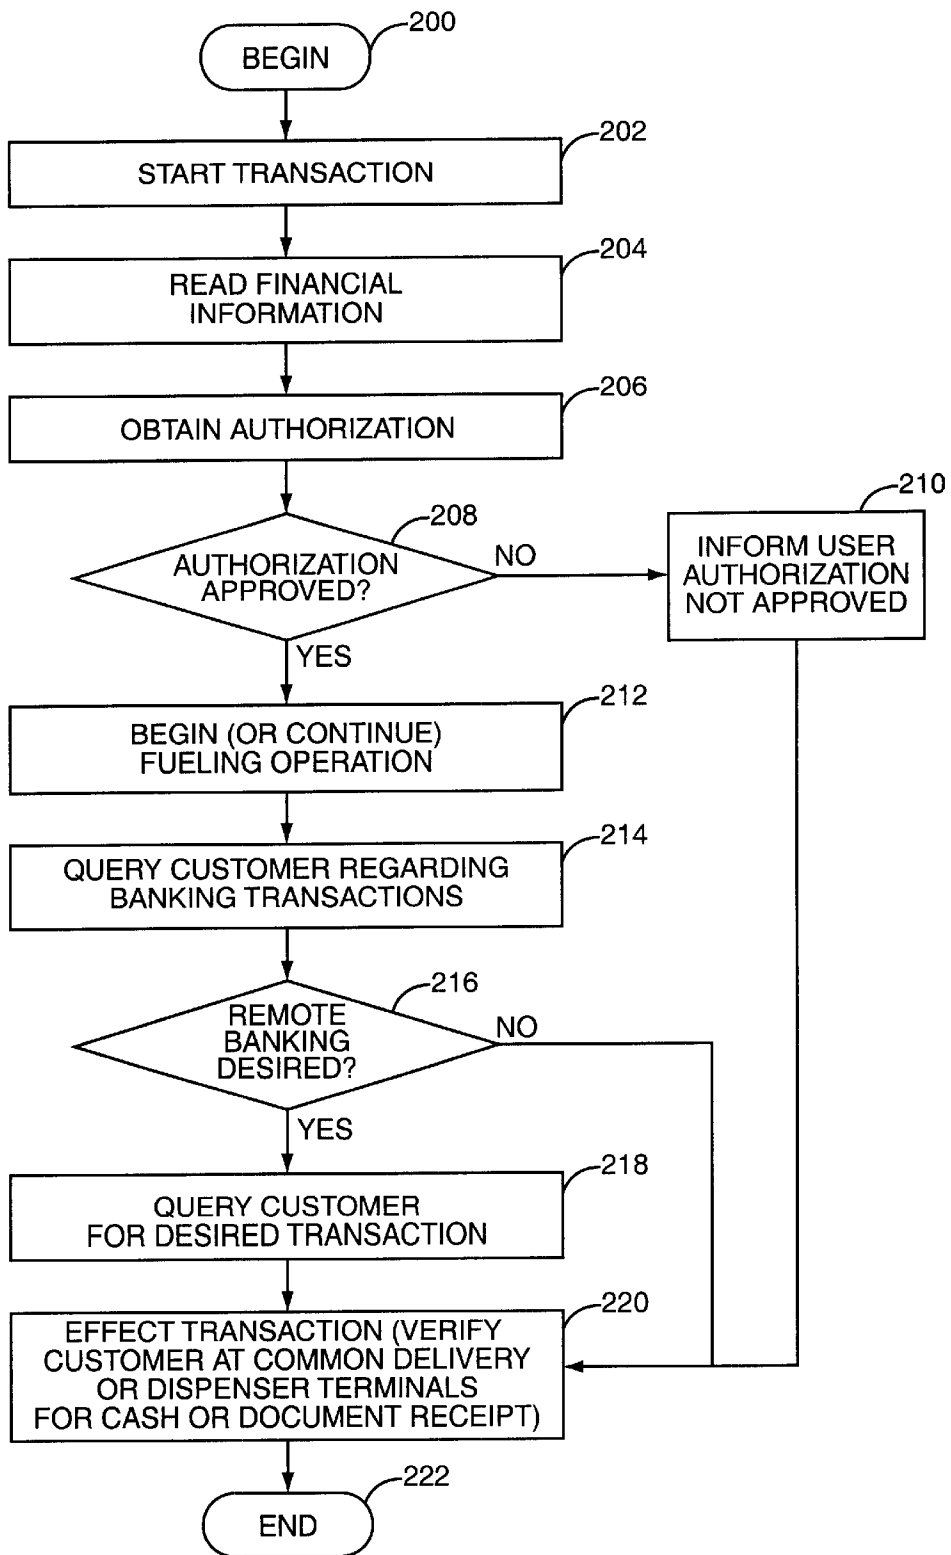 200
BEGIN
202
START TRANSACTION
204
READ FINANCIAL
INFORMATION
206
OBTAIN AUTHORIZATION
208
AUTHORIZATION
APPROVED?
NO
210
INFORM USER
AUTHORIZATION
NOT APPROVED
YES
212
BEGIN (OR CONTINUE)
FUELING OPERATION
214
QUERY CUSTOMER REGARDING
BANKING TRANSACTIONS
216
REMOTE
BANKING
DESIRED?
NO
YES
218
QUERY CUSTOMER
FOR DESIRED TRANSACTION
220
EFFECT TRANSACTION (VERIFY
CUSTOMER AT COMMON DELIVERY
OR DISPENSER TERMINALS
FOR CASH OR DOCUMENT RECEIPT)
222
END